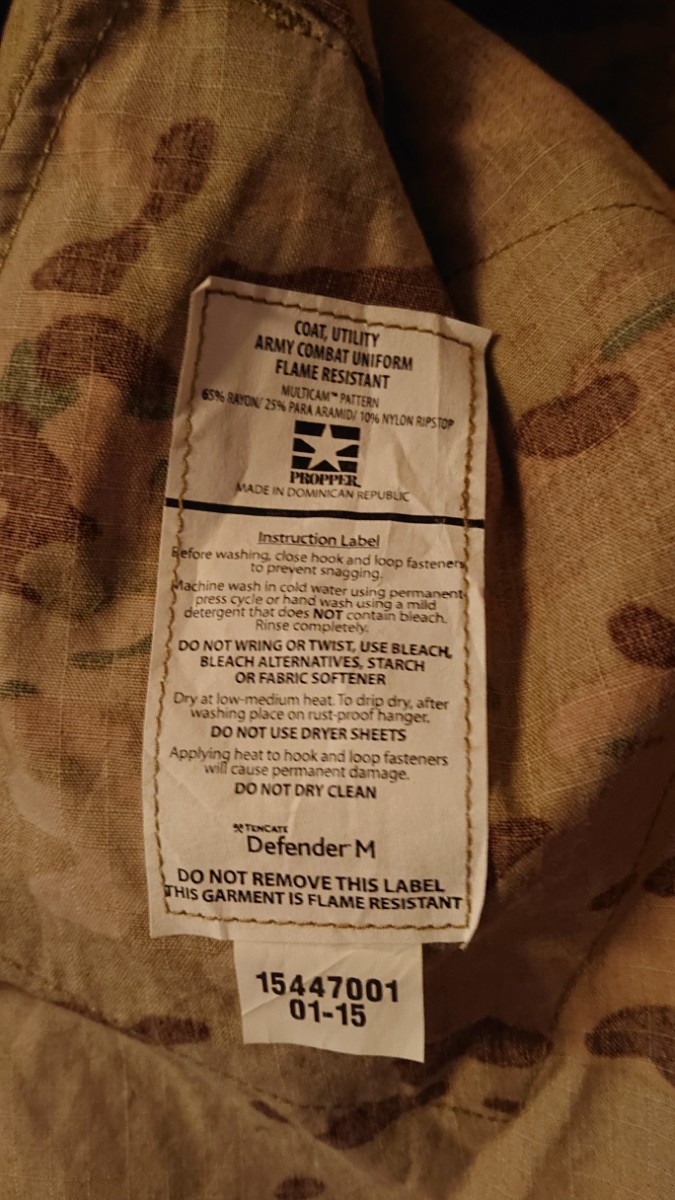 COAT, UTILITY
ARMY COMBAT UNIFORM
FLAME RESISTANT
MULTICAM™ PATTERN
65% RAYON/ 25% PARA ARAMID/ 10% NYLON RIPSTOP
PROPPER.
MADE IN DOMINICAN REPUBLIC
Instruction Label
Before washing, close hook and loop fasteners
to prevent snagging.
Machine wash in cold water using permanent
press cycle or hand wash using a mild
detergent that does NOT contain bleach.
Rinse completely.
DO NOT WRING OR TWIST, USE BLEACH,
BLEACH ALTERNATIVES, STARCH
OR FABRIC SOFTENER
Dry at low-medium heat. To drip dry, after
washing place on rust-proof hanger.
DO NOT USE DRYER SHEETS
Applying heat to hook and loop fasteners
will cause permanent damage.
DO NOT DRY CLEAN
TENCATE
Defender M
DO NOT REMOVE THIS LABEL
THIS GARMENT IS FLAME RESISTANT
15447001
01-15